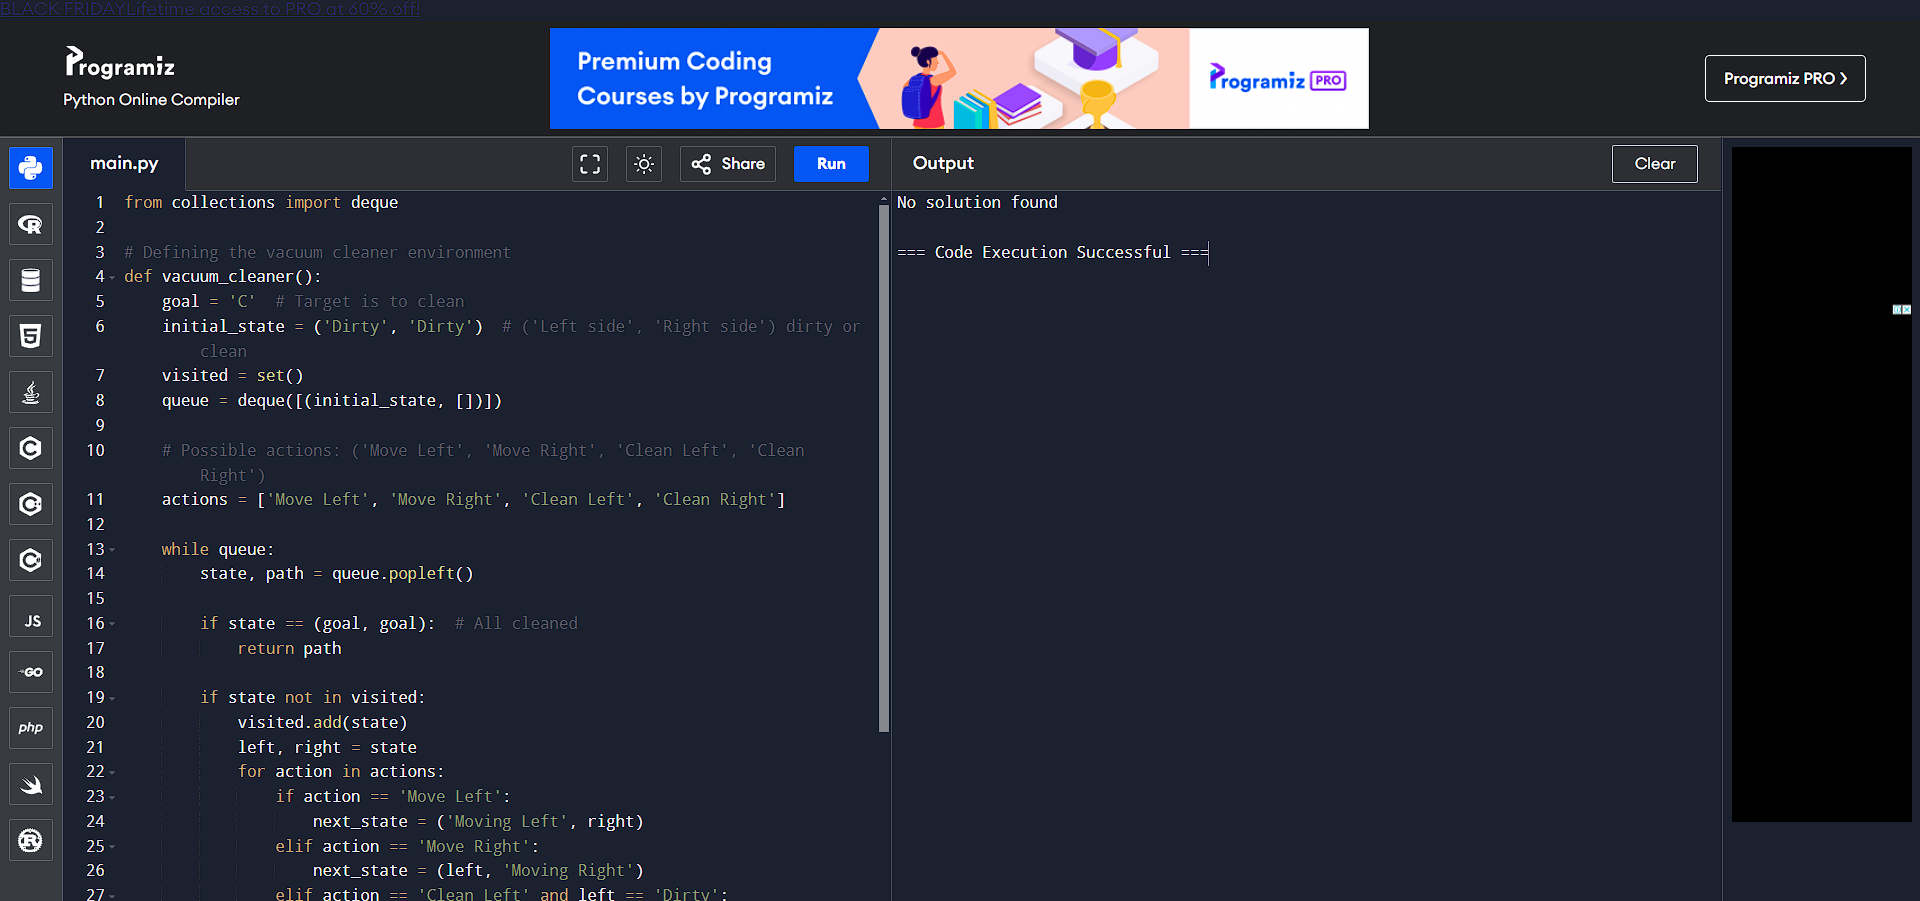 BLACK FRIDAYLifetime access to PRO at 60% off!
Programiz
Python Online Compiler
Premium Coding
Courses by Programiz
Programiz PRO
Programiz PRO
main.py
Share
Run
Output
Clear
1 from collections import deque
2
3 # Defining the vacuum cleaner environment
4 def vacuum_cleaner():
5 goal = 'C'  # Target is to clean
6 initial_state = ('Dirty', 'Dirty')  # ('Left side', 'Right side') dirty or
clean
7 visited = set()
8 queue = deque([(initial_state, [])])
9
10 # Possible actions: ('Move Left', 'Move Right', 'Clean Left', 'Clean
Right')
11 actions = ['Move Left', 'Move Right', 'Clean Left', 'Clean Right']
12
13 while queue:
14 state, path = queue.popleft()
15
16 if state == (goal, goal):  # All cleaned
17 return path
18
19 if state not in visited:
20 visited.add(state)
21 left, right = state
22 for action in actions:
23 if action == 'Move Left':
24 next_state = ('Moving Left', right)
25 elif action == 'Move Right':
26 next_state = (left, 'Moving Right')
27 elif action == 'Clean Left' and left == 'Dirty':
No solution found
=== Code Execution Successful ===
JS
GO
php